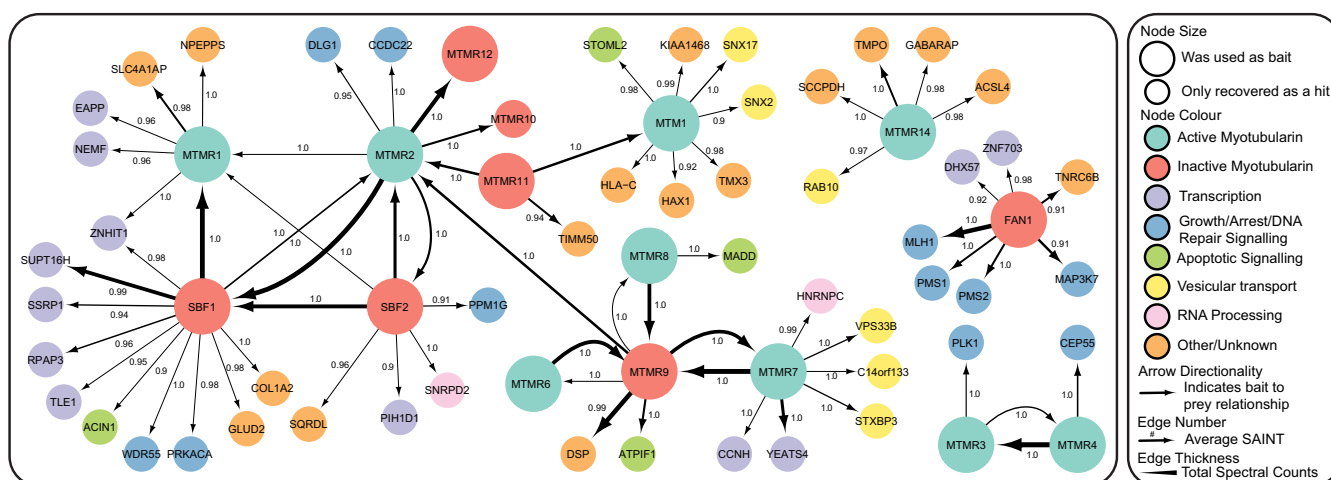 NPEPPS
SLC4A1AP
EAPP
NEMF
ZNHIT1
MTMR1
0.98
1.0
0.96
0.96
1.0
DLG1
CCDC22
MTMR12
MTMR10
MTMR2
0.95
1.0
1.0
1.0
1.0
MTMR11
1.0
1.0
0.94
TIMM50
STOML2
KIAA1468
SNX17
SNX2
MTM1
0.98
0.99
1.0
0.9
1.0
0.92
0.98
HLA-C
HAX1
TMX3
TMPO
GABARAP
SCCPDH
ACSL4
MTMR14
RAB10
1.0
0.98
1.0
0.98
0.97
ZNF703
DHX57
TNRC6B
FAN1
MLH1
PMS1
PMS2
MAP3K7
0.98
0.92
0.91
1.0
1.0
1.0
0.91
SUPT16H
SSRP1
RPAP3
TLE1
ACIN1
WDR55
PRKACA
GLUD2
COL1A2
SBF1
1.0
0.98
0.99
0.94
0.96
0.95
0.9
1.0
0.98
0.98
1.0
1.0
1.0
SBF2
1.0
1.0
1.0
0.91
PPM1G
0.96
0.9
1.0
SQRDL
PIH1D1
SNRPD2
MTMR8
1.0
MADD
1.0
1.0
1.0
MTMR6
1.0
1.0
MTMR9
0.99
1.0
DSP
ATPIF1
1.0
1.0
MTMR7
HNRNPC
VPS33B
C14orf133
STXBP3
YEATS4
CCNH
0.99
1.0
1.0
1.0
1.0
1.0
PLK1
CEP55
1.0
1.0
1.0
1.0
MTMR3
MTMR4
Node Size
Was used as bait
Only recovered as a hit
Node Colour
Active Myotubularin
Inactive Myotubularin
Transcription
Growth/Arrest/DNA
Repair Signalling
Apoptotic Signalling
Vesicular transport
RNA Processing
Other/Unknown
Arrow Directionality
Indicates bait to
prey relationship
Edge Number
#
Average SAINT
Edge Thickness
Total Spectral Counts